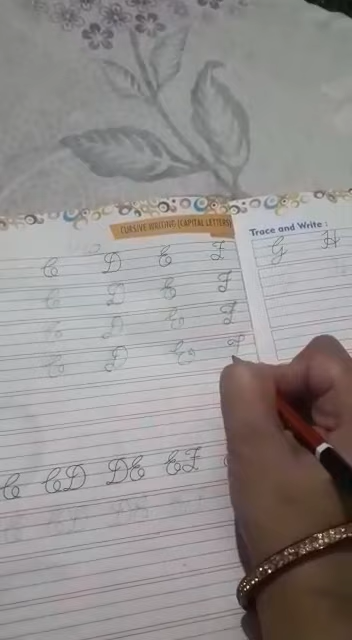 CURSIVE WRITING (CAPITAL LETTERS)
Trace and Write :
C D E F
G H
C D E F
C D E F
C D E F
C CD DE EF